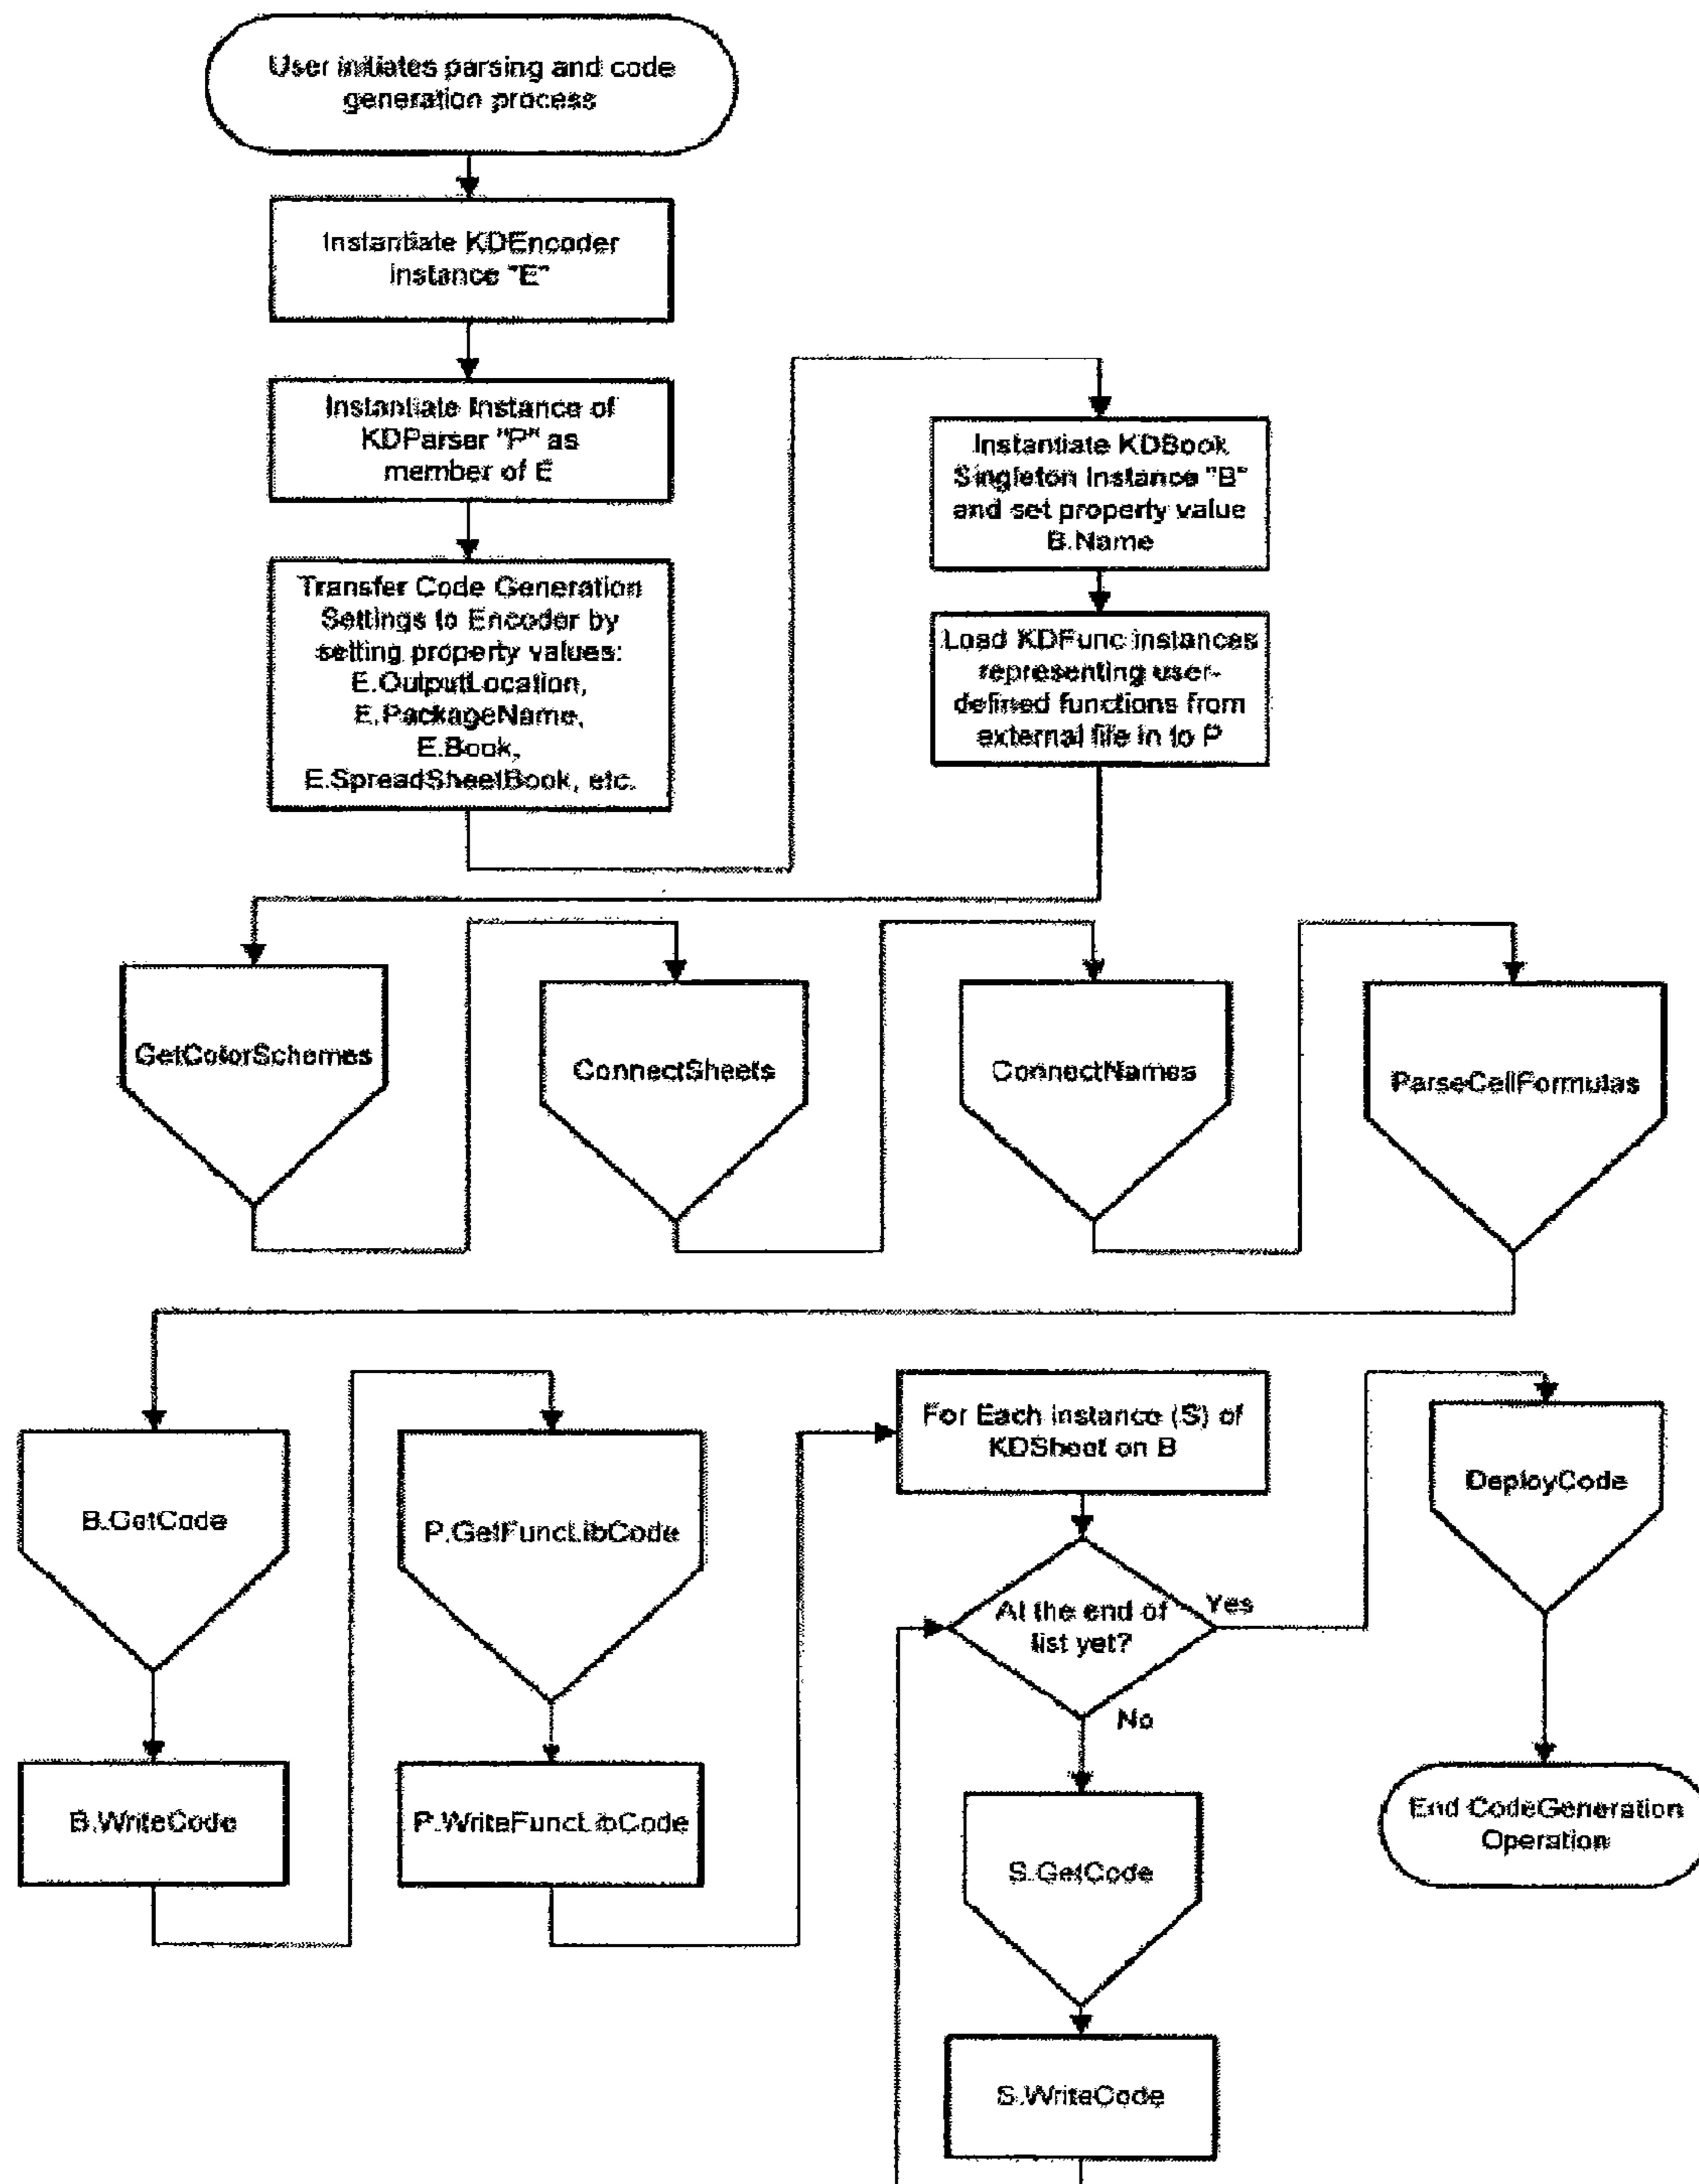 User initiates parsing and code
generation process
Instantiate KDEncoder
instance "E"
Instantiate Instance of
KDParser "P" as
member of E
Transfer Code Generation
Settings to Encoder by
setting property values:
E.OutputLocation,
E.PackageName,
E.Book,
E.SpreadSheetBook, etc.
Instantiate KDBook
Singleton Instance "B"
and set property value
B.Name
Load KDFunc instances
representing user-
defined functions from
external file in to P
GetColorSchemes
ConnectSheets
ConnectNames
ParseCellFormulas
B.GetCode
B.WriteCode
P.GetFuncLibCode
P.WriteFuncLibCode
For Each instance (S) of
KDSheet on B
At the end of
list yet?
Yes
No
S.GetCode
S.WriteCode
DeployCode
End CodeGeneration
Operation